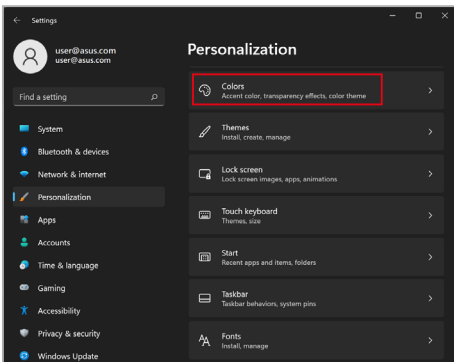 Settings
user@asus.com
user@asus.com
Find a setting
System
Bluetooth & devices
Network & internet
Personalization
Apps
Accounts
Time & language
Gaming
Accessibility
Privacy & security
Windows Update
Personalization
Colors
Accent color, transparency effects, color theme
Themes
Install, create, manage
Lock screen
Lock screen images, apps, animations
Touch keyboard
Themes, size
Start
Recent apps and items, folders
Taskbar
Taskbar behaviors, system pins
Fonts
Install, manage